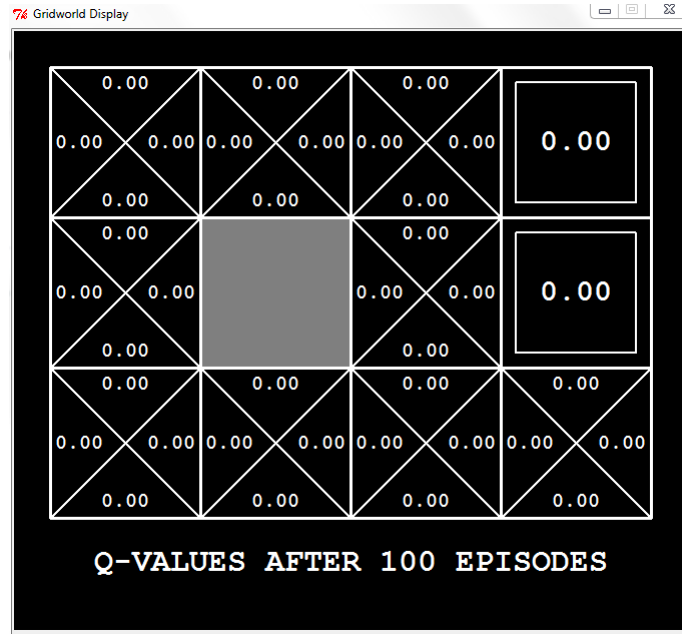 Gridworld Display
0.00 0.00 0.00
0.00 0.00 0.00 0.00 0.00 0.00 0.00
0.00 0.00 0.00
0.00 0.00
0.00 0.00 0.00 0.00 0.00
0.00 0.00
0.00 0.00 0.00 0.00
0.00 0.00 0.00 0.00 0.00 0.00 0.00 0.00
0.00 0.00 0.00 0.00
Q-VALUES AFTER 100 EPISODES